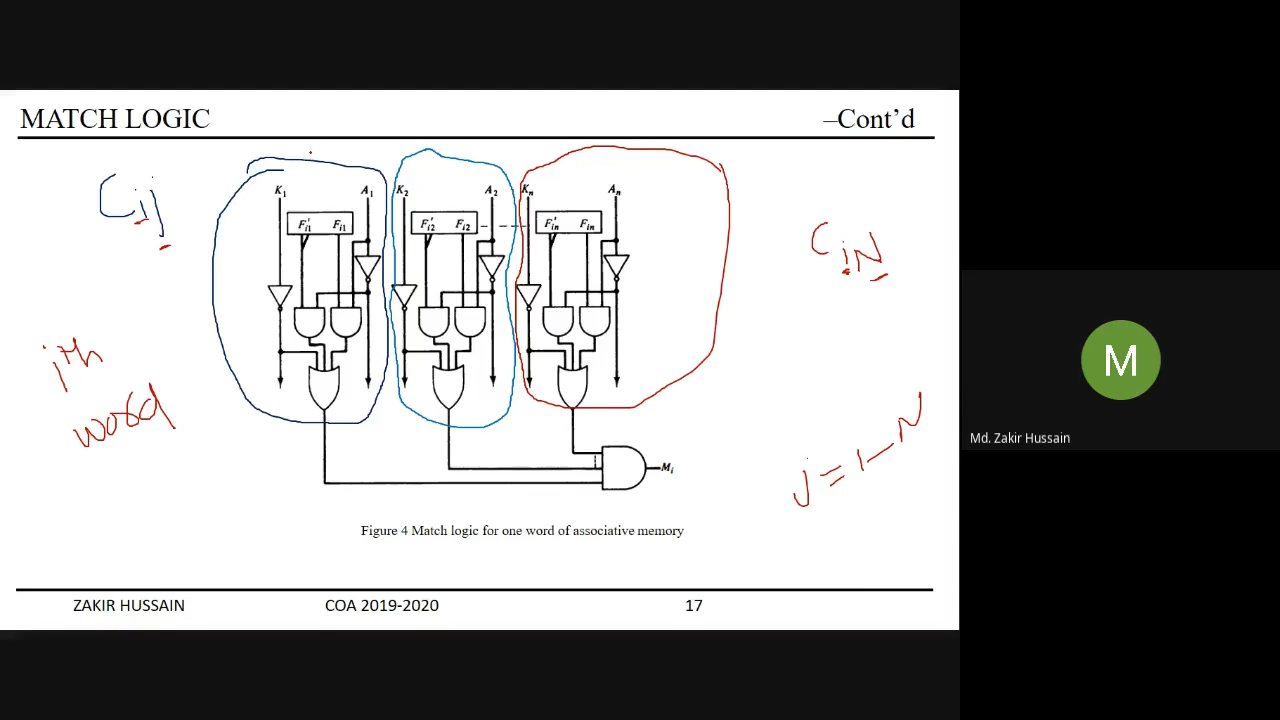 MATCH LOGIC
–Cont’d
Cij
CiN
ith
word
j = 1 – N
K1 A1 K2 A2 Kn An
F'i1 Fi1 F'i2 Fi2 F'in Fin
Mi
Figure 4 Match logic for one word of associative memory
ZAKIR HUSSAIN COA 2019-2020 17
M
Md. Zakir Hussain